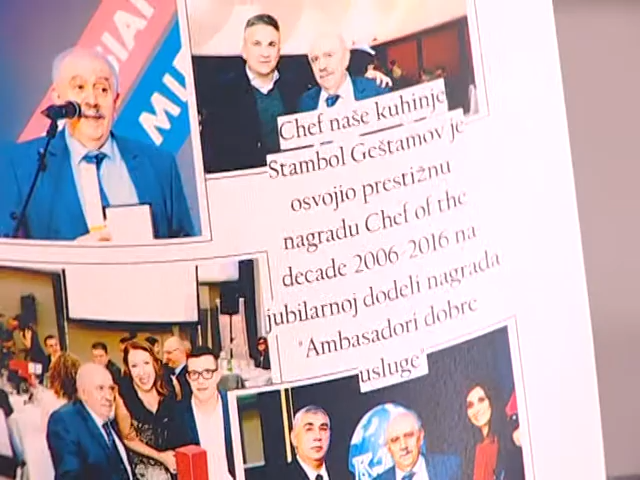 SIAL
Chef naše kuhinje
Stambol Geštamov je
osvojio prestižnu
nagradu Chef of the
decade 2006-2016 na
jubilarnoj dodeli nagrada
"Ambasadori dobre
usluge"